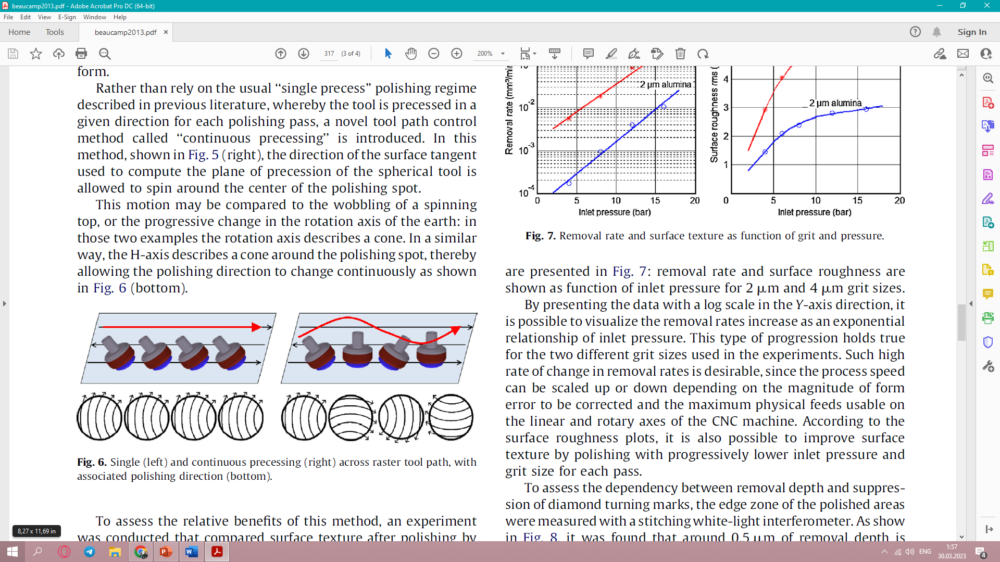 beaucamp2013.pdf - Adobe Acrobat Pro DC (64-bit)
File Edit View E-Sign Window Help
Home Tools beaucamp2013.pdf × Sign In
317 (3 of 4) 200%
form.
Rather than rely on the usual “single precess” polishing regime
described in previous literature, whereby the tool is precessed in a
given direction for each polishing pass, a novel tool path control
method called “continuous precessing” is introduced. In this
method, shown in Fig. 5 (right), the direction of the surface tangent
used to compute the plane of precession of the spherical tool is
allowed to spin around the center of the polishing spot.
This motion may be compared to the wobbling of a spinning
top, or the progressive change in the rotation axis of the earth: in
those two examples the rotation axis describes a cone. In a similar
way, the H-axis describes a cone around the polishing spot, thereby
allowing the polishing direction to change continuously as shown
in Fig. 6 (bottom).
Fig. 6. Single (left) and continuous precessing (right) across raster tool path, with
associated polishing direction (bottom).
To assess the relative benefits of this method, an experiment
was conducted that compared surface texture after polishing by
Removal rate (mm³/min
2 µm alumina
10⁻²
10⁻³
10⁻⁴
0 5 10 15 20
Inlet pressure (bar)
Surface roughness rms (
2 µm alumina
4
3
2
1
0 5 10 15 20
Inlet pressure (bar)
Fig. 7. Removal rate and surface texture as function of grit and pressure.
are presented in Fig. 7: removal rate and surface roughness are
shown as function of inlet pressure for 2 µm and 4 µm grit sizes.
By presenting the data with a log scale in the Y-axis direction, it
is possible to visualize the removal rates increase as an exponential
relationship of inlet pressure. This type of progression holds true
for the two different grit sizes used in the experiments. Such high
rate of change in removal rates is desirable, since the process speed
can be scaled up or down depending on the magnitude of form
error to be corrected and the maximum physical feeds usable on
the linear and rotary axes of the CNC machine. According to the
surface roughness plots, it is also possible to improve surface
texture by polishing with progressively lower inlet pressure and
grit size for each pass.
To assess the dependency between removal depth and suppres-
sion of diamond turning marks, the edge zone of the polished areas
were measured with a stitching white-light interferometer. As show
in Fig. 8, it was found that around 0.5 µm of removal depth is
8,27 x 11,69 in
ENG
1:57
30.03.2023
4